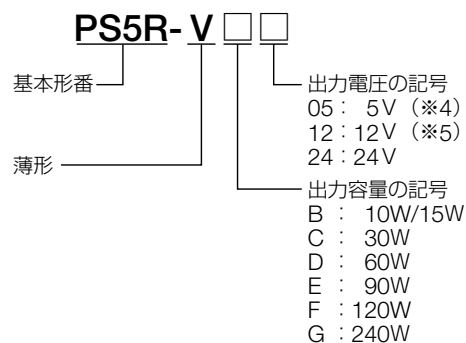 PS5R-V□□
基本形番
出力電圧の記号
05： 5V（※4）
12：12V（※5）
24：24V
薄形
出力容量の記号
B ： 10W/15W
C ： 30W
D ： 60W
E ： 90W
F ：120W
G ：240W